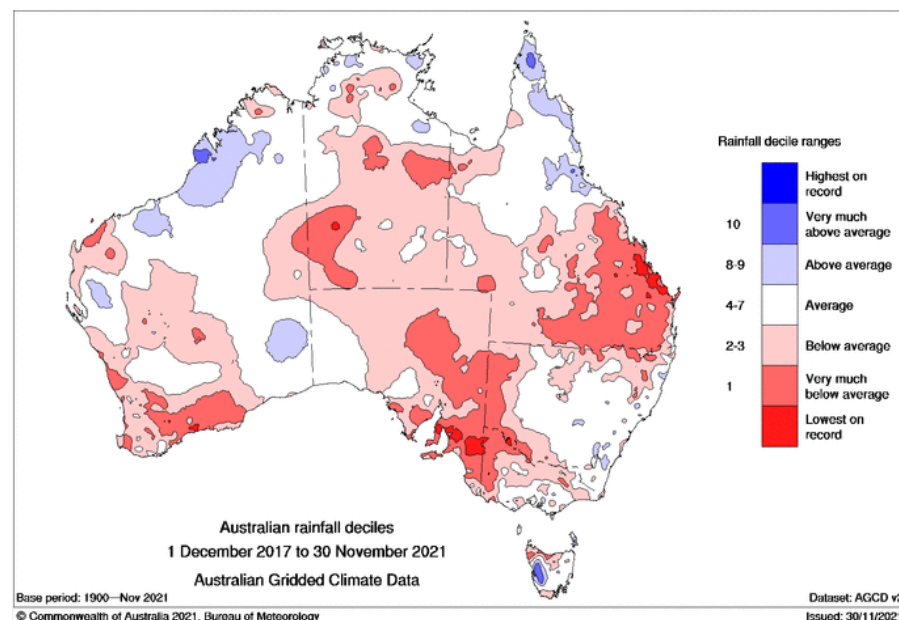 Rainfall decile ranges
Highest on
record
10
Very much
above average
8-9
Above average
4-7
Average
2-3
Below average
1
Very much
below average
Lowest on
record
Australian rainfall deciles
1 December 2017 to 30 November 2021
Australian Gridded Climate Data
Base period: 1900—Nov 2021
Dataset: AGCD v2
© Commonwealth of Australia 2021, Bureau of Meteorology
Issued: 30/11/2021